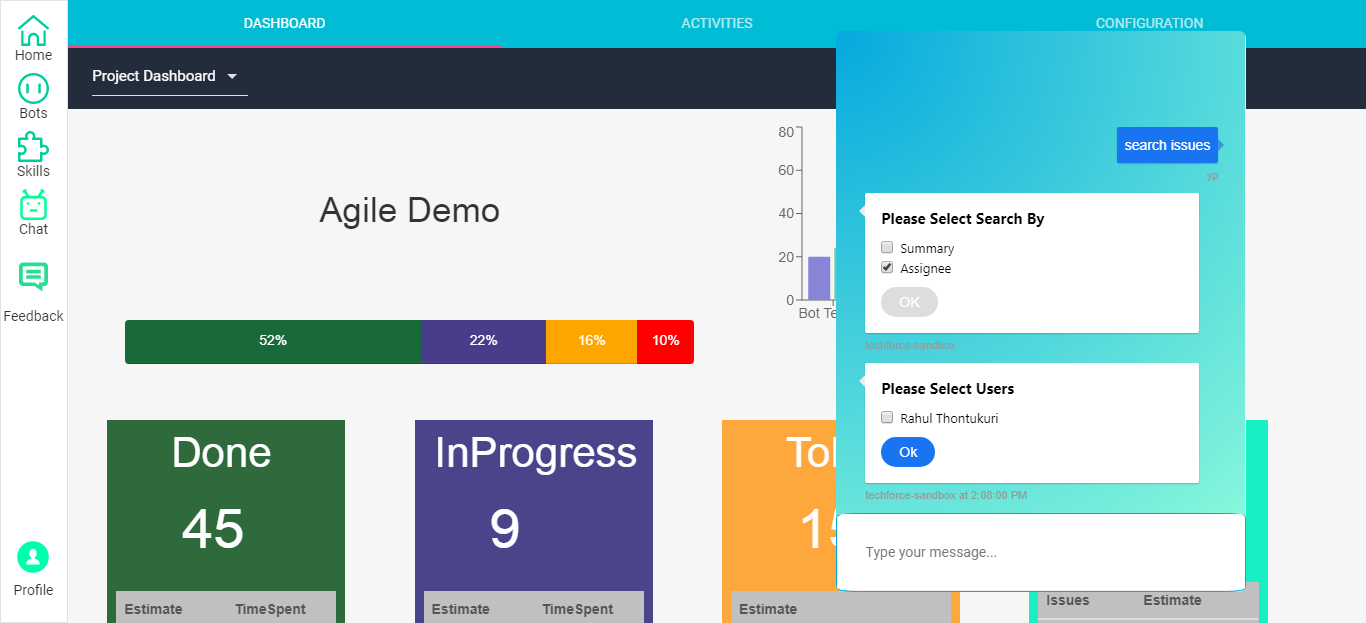 DASHBOARD
ACTIVITIES
CONFIGURATION
Home
Bots
Skills
Chat
Feedback
Profile
Project Dashboard
Agile Demo
80
60
40
20
0
Bot
52%
22%
16%
10%
Done
45
Estimate TimeSpent
InProgress
9
Estimate TimeSpent
Estimate
Issues Estimate
search issues
yp
Please Select Search By
Summary
Assignee
OK
techforce-sandbox
Please Select Users
Rahul Thontukuri
Ok
techforce-sandbox at 2:08:00 PM
Type your message...